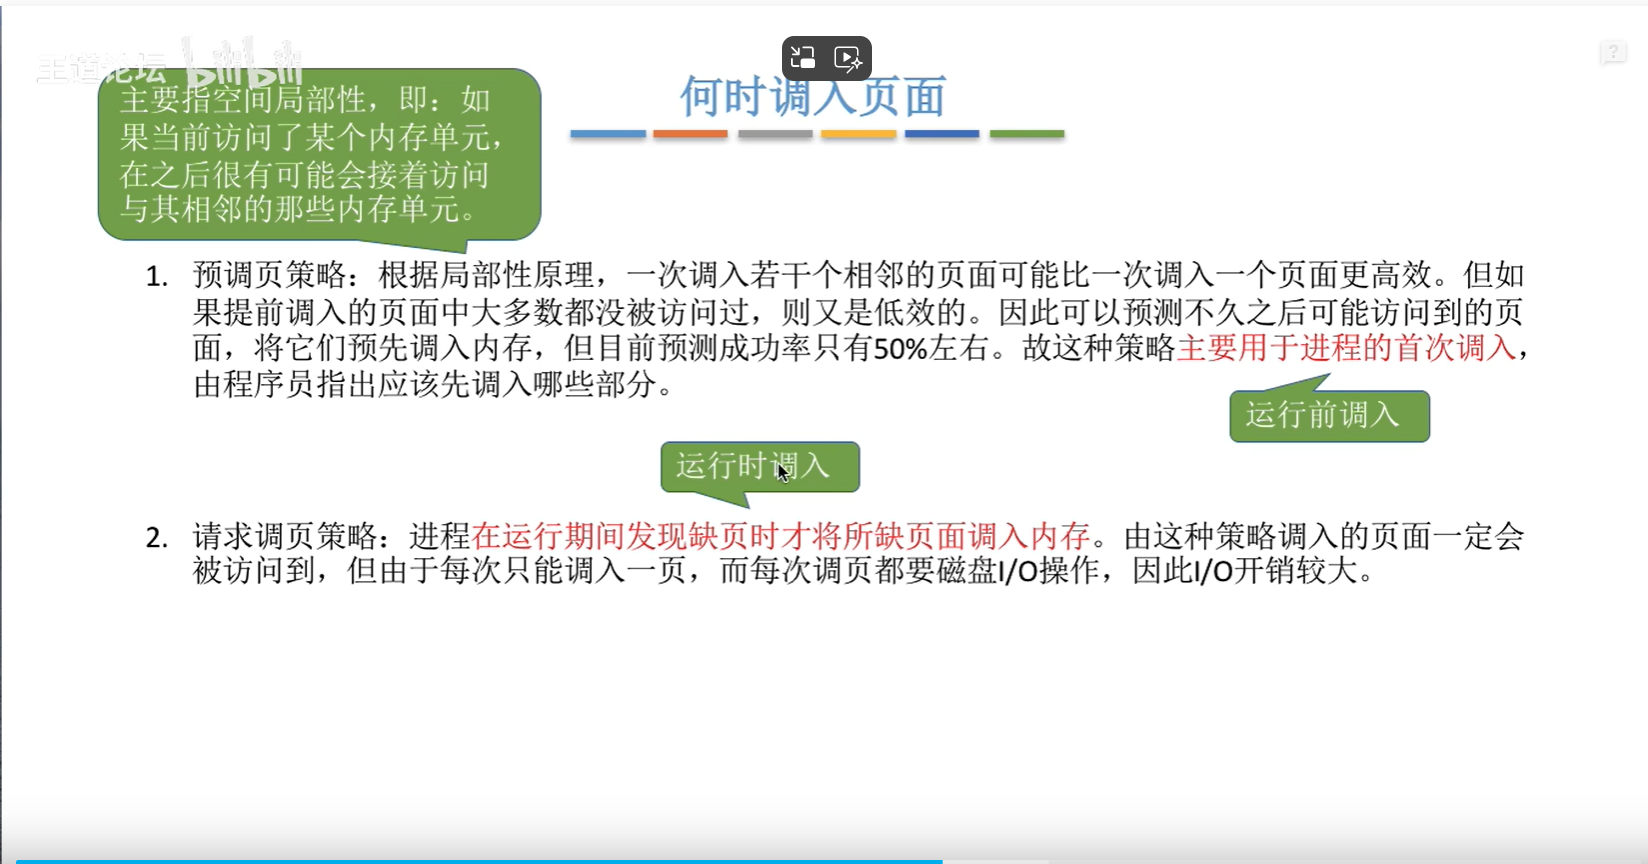 王道论坛 bilibili
何时调入页面
主要指空间局部性，即：如
果当前访问了某个内存单元，
在之后很有可能会接着访问
与其相邻的那些内存单元。
1. 预调页策略：根据局部性原理，一次调入若干个相邻的页面可能比一次调入一个页面更高效。但如
果提前调入的页面中大多数都没被访问过，则又是低效的。因此可以预测不久之后可能访问到的页
面，将它们预先调入内存，但目前预测成功率只有50%左右。故这种策略主要用于进程的首次调入，
由程序员指出应该先调入哪些部分。
运行前调入
运行时调入
2. 请求调页策略：进程在运行期间发现缺页时才将所缺页面调入内存。由这种策略调入的页面一定会
被访问到，但由于每次只能调入一页，而每次调页都要磁盘I/O操作，因此I/O开销较大。